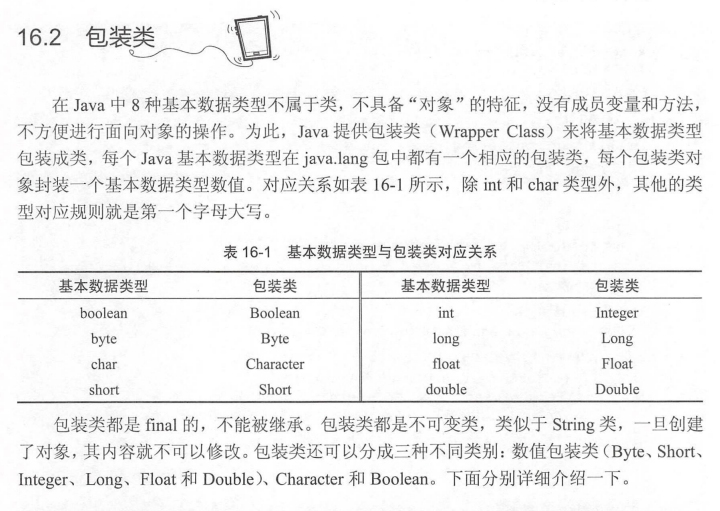 16.2 包装类
在 Java 中 8 种基本数据类型不属于类，不具备“对象”的特征，没有成员变量和方法，
不方便进行面向对象的操作。为此，Java 提供包装类（Wrapper Class）来将基本数据类型
包装成类，每个 Java 基本数据类型在 java.lang 包中都有一个相应的包装类，每个包装类对
象封装一个基本数据类型数值。对应关系如表 16-1 所示，除 int 和 char 类型外，其他的类
型对应规则就是第一个字母大写。
表 16-1 基本数据类型与包装类对应关系
基本数据类型 包装类 基本数据类型 包装类
boolean Boolean int Integer
byte Byte long Long
char Character float Float
short Short double Double
包装类都是 final 的，不能被继承。包装类都是不可变类，类似于 String 类，一旦创建
了对象，其内容就不可以修改。包装类还可以分成三种不同类别：数值包装类（Byte、Short、
Integer、Long、Float 和 Double）、Character 和 Boolean。下面分别详细介绍一下。